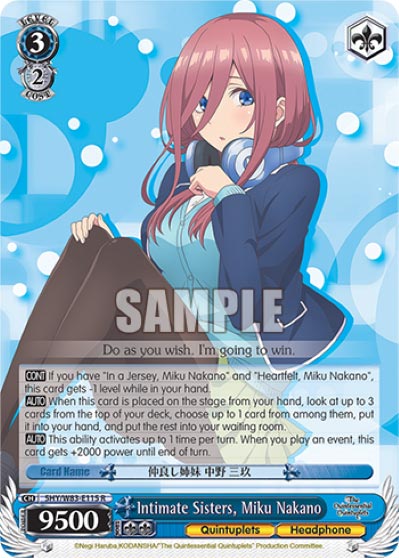 LEVEL
3
2
COST
SAMPLE
Do as you wish. I'm going to win.
CONT If you have "In a Jersey, Miku Nakano" and "Heartfelt, Miku Nakano",
this card gets -1 level while in your hand.
AUTO When this card is placed on the stage from your hand, look at up to 3
cards from the top of your deck, choose up to 1 card from among them, put
it into your hand, and put the rest into your waiting room.
AUTO This ability activates up to 1 time per turn. When you play an event, this
card gets +2000 power until end of turn.
Card Name 仲良し姉妹 中野 三玖
CH 5HY/W83-E113 R
Intimate Sisters, Miku Nakano
The Quintessential Quintuplets
9500
Quintuplets
Headphone
©Negi Haruba,KODANSHA/"The Quintessential Quintuplets" Production Committee